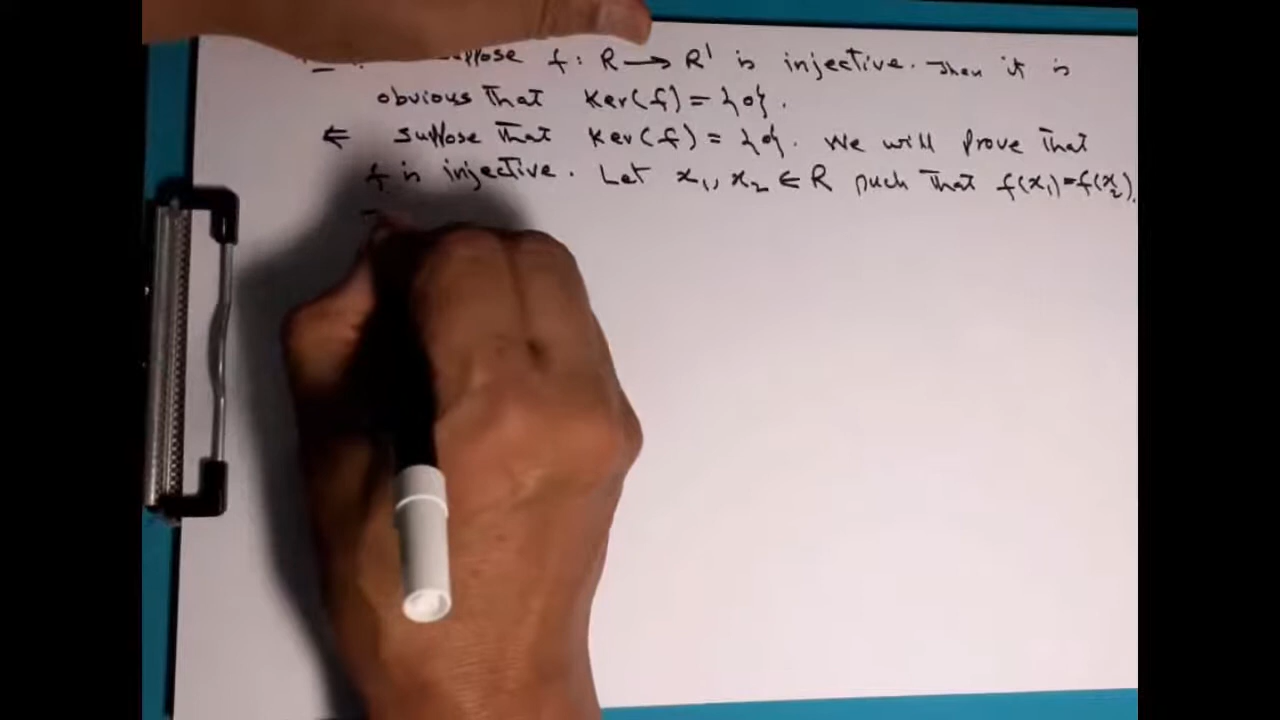 f : R → R' is injective. Then it is
obvious that Ker(f) = {0}.
⇐ suppose that Ker(f) = {0}. We will prove that
f is injective. Let x₁, x₂ ∈ R such that f(x₁)=f(x₂).